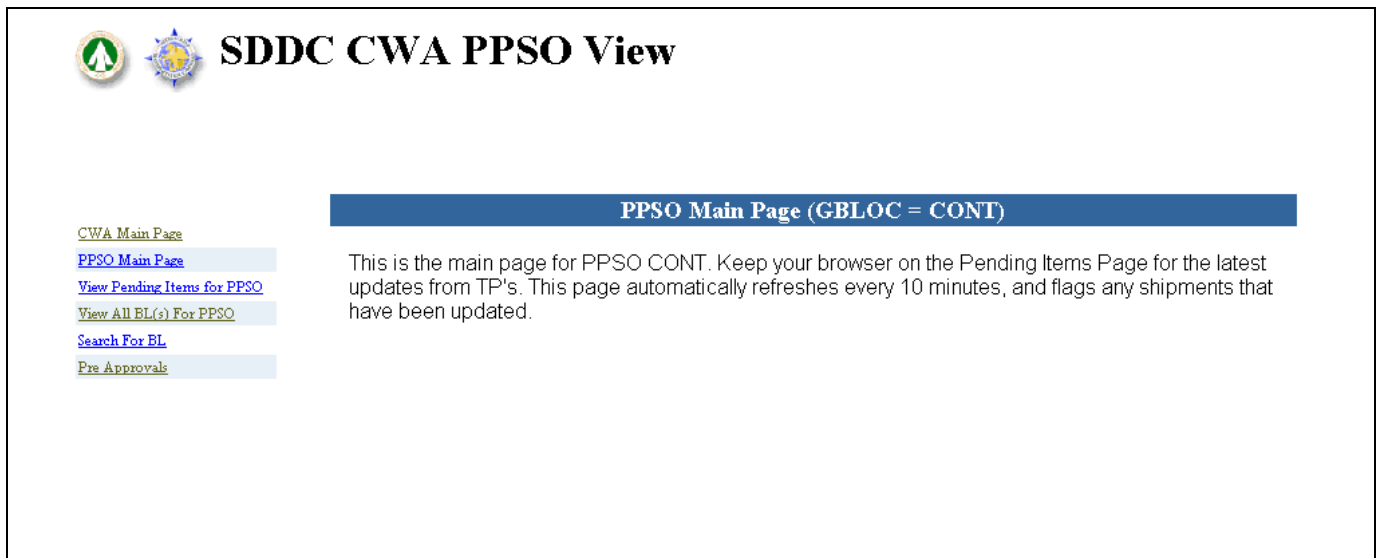 SDDC CWA PPSO View
PPSO Main Page (GBLOC = CONT)
CWA Main Page
PPSO Main Page
View Pending Items for PPSO
View All BL(s) For PPSO
Search For BL
Pre Approvals
This is the main page for PPSO CONT. Keep your browser on the Pending Items Page for the latest
updates from TP's. This page automatically refreshes every 10 minutes, and flags any shipments that
have been updated.